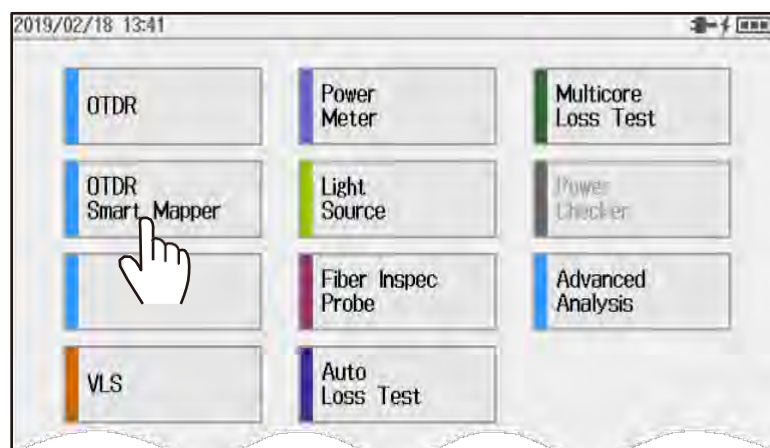 2019/02/18 13:41
OTDR
Power
Meter
Multicore
Loss Test
OTDR
Smart Mapper
Light
Source
Power
Checker
Fiber Inspec
Probe
Advanced
Analysis
VLS
Auto
Loss Test